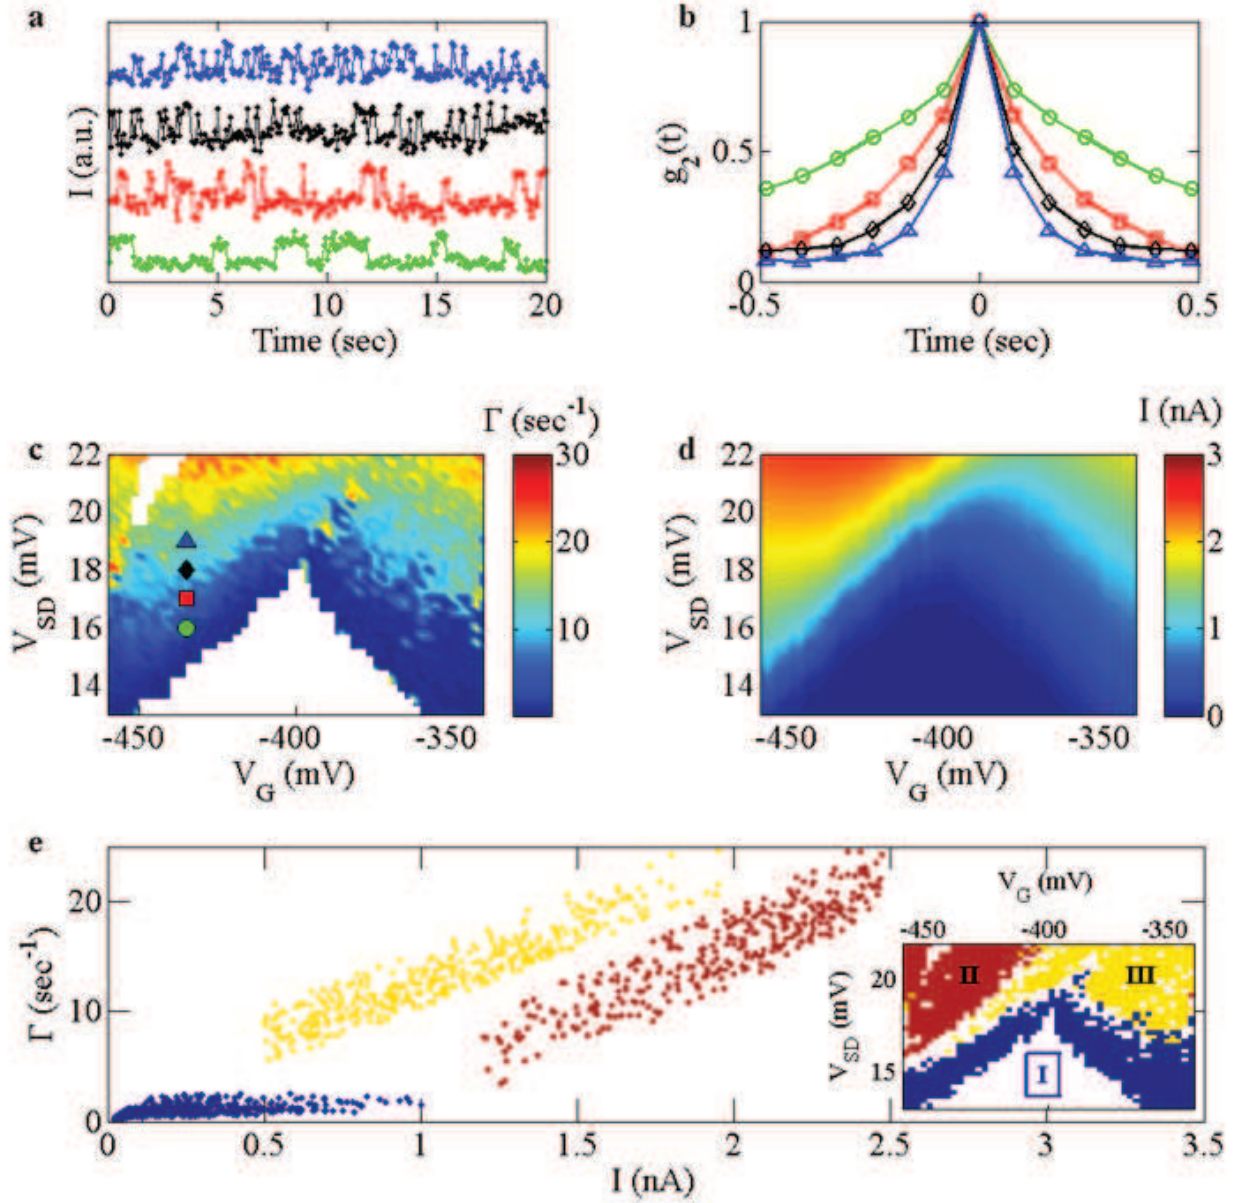 a
I (a.u.)
0 5 10 15 20
Time (sec)
b
g2(t)
1
0.5
0
-0.5 0 0.5
Time (sec)
c
Γ (sec-1)
VSD (mV)
22
20
18
16
14
-450 -400 -350
VG (mV)
30
20
10
d
I (nA)
VSD (mV)
22
20
18
16
14
-450 -400 -350
VG (mV)
3
2
1
0
e
Γ (sec-1)
20
10
0
0 0.5 1 1.5 2 2.5 3 3.5
I (nA)
VG (mV)
-450 -400 -350
VSD (mV)
20
15
II
III
I